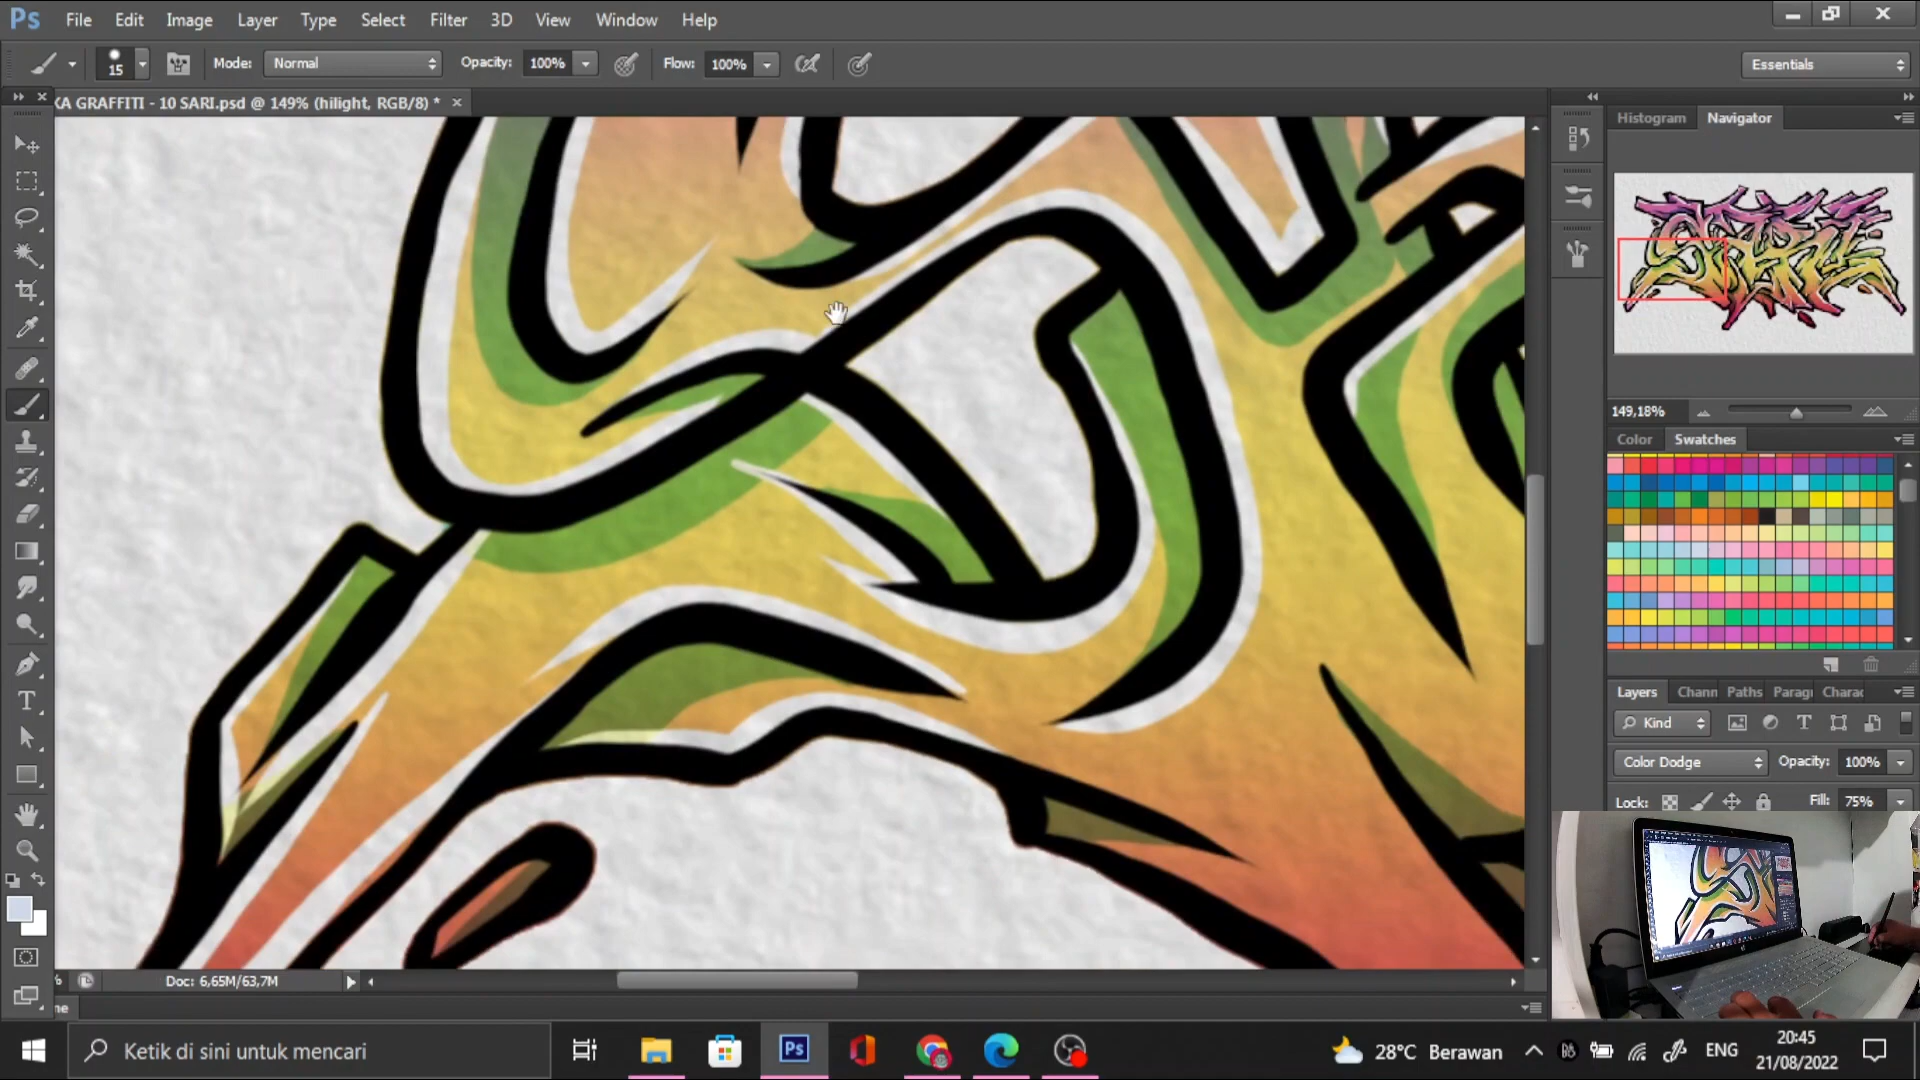 Ps File Edit Image Layer Type Select Filter 3D View Window Help
15 Mode: Normal Opacity: 100% Flow: 100% Essentials
KA GRAFFITI - 10 SARI.psd @ 149% (hilight, RGB/8) *
Histogram Navigator
149,18%
Color Swatches
Layers Chann Paths Paragi Charac
Kind
Color Dodge Opacity: 100%
Lock: Fill: 75%
Doc: 6,65M/63,7M
ne
Ketik di sini untuk mencari
Ps
28°C Berawan
ENG
20:45
21/08/2022